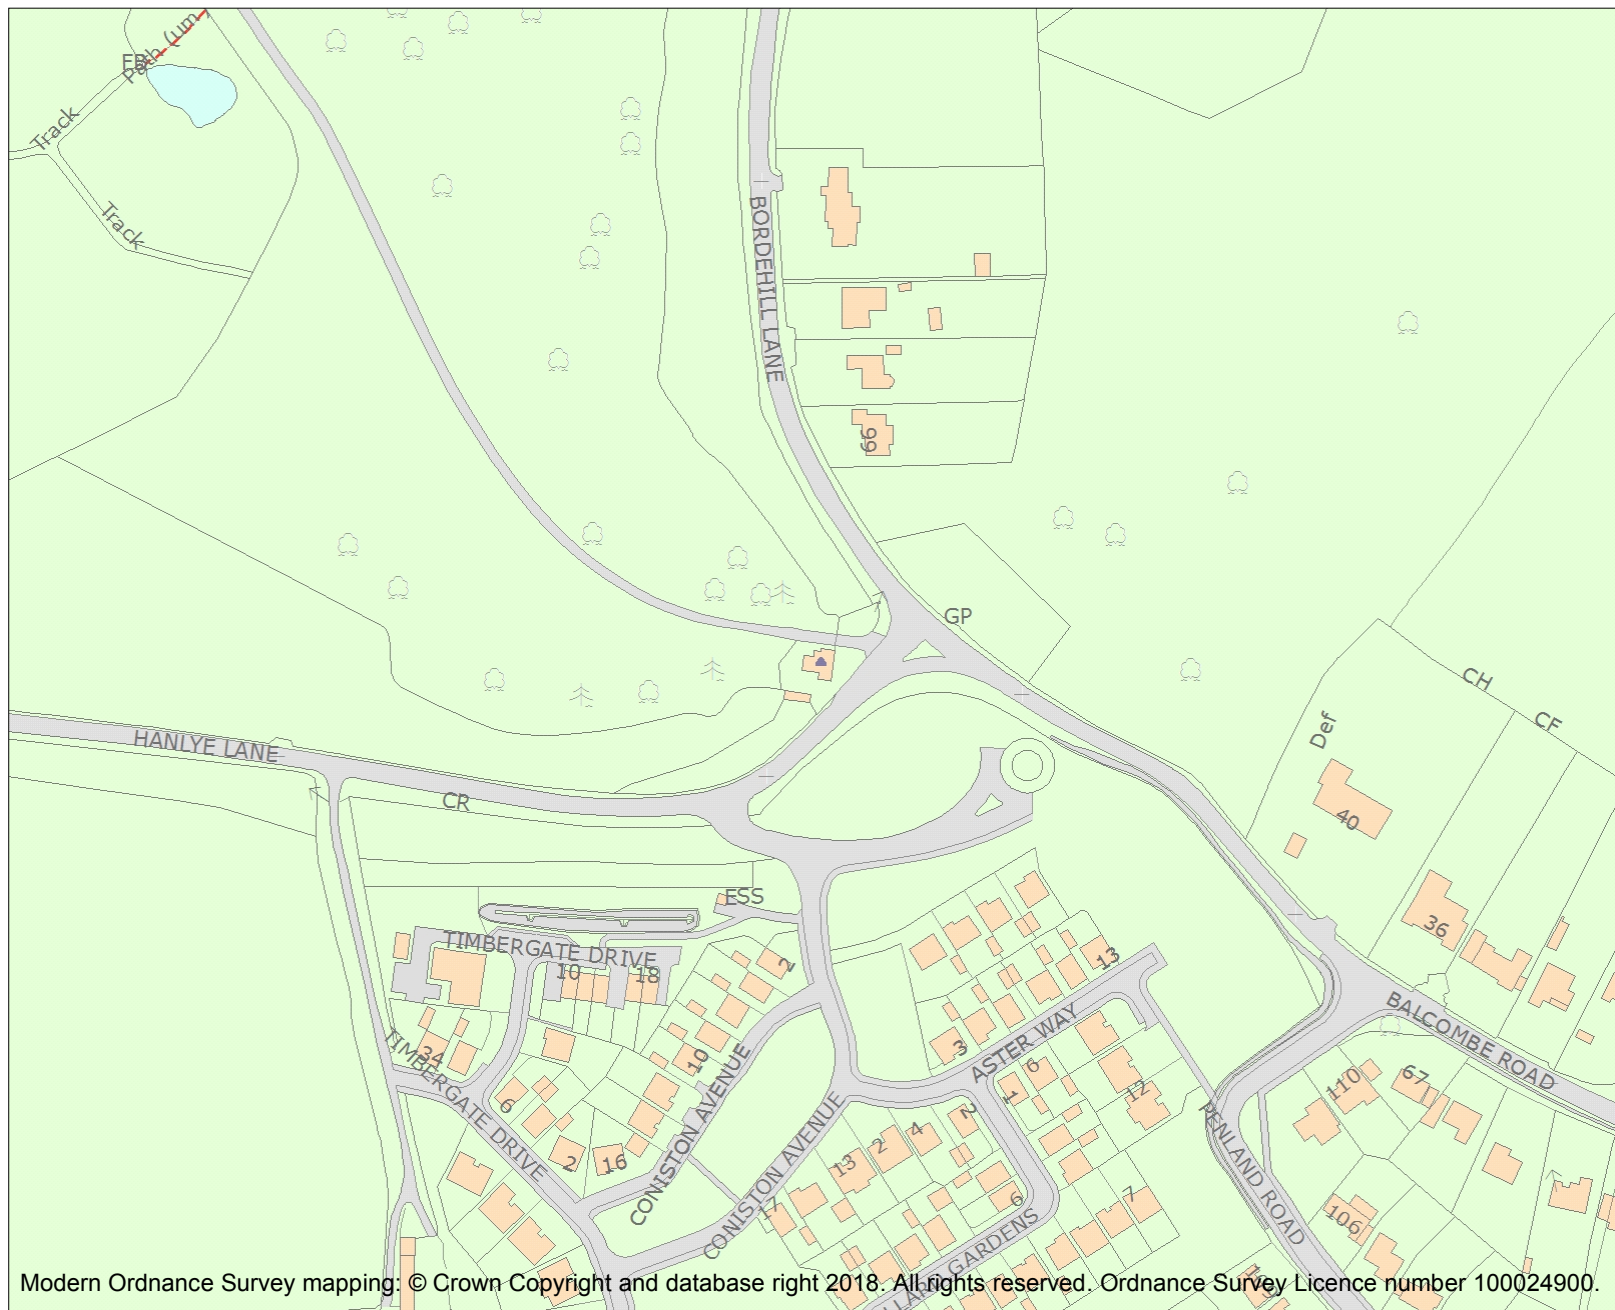 Path (um
FB
Track
Track
BORDEHILL LANE
99
GP
CH
CF
Def
HANLYE LANE
CR
40
ESS
36
TIMBERGATE DRIVE
10
18
2
13
BALCOMBE ROAD
34
10
3
ASTER WAY
6
1
12
110
67
TIMBERGATE DRIVE
6
2
16
CONISTON AVENUE
CONISTON AVENUE
13
2
4
2
PENLAND ROAD
17
6
7
106
GARDENS
Modern Ordnance Survey mapping: © Crown Copyright and database right 2018. All rights reserved. Ordnance Survey Licence number 100024900.